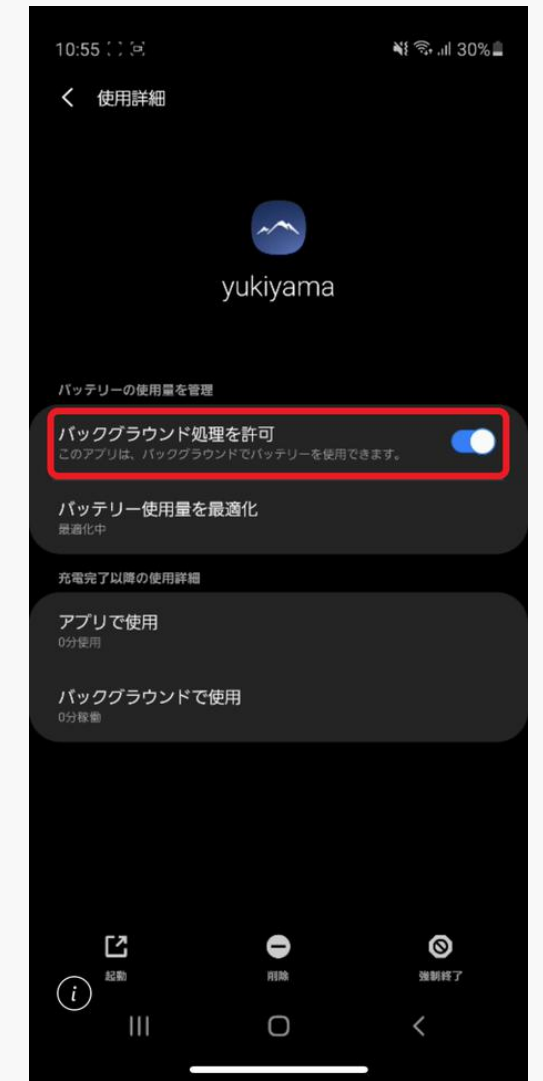 10:55
30%
使用詳細
yukiyama
バッテリーの使用量を管理
バックグラウンド処理を許可
このアプリは、バックグラウンドでバッテリーを使用できます。
バッテリー使用量を最適化
最適化中
充電完了以降の使用詳細
アプリで使用
0分使用
バックグラウンドで使用
0分稼働
起動
削除
強制終了
i